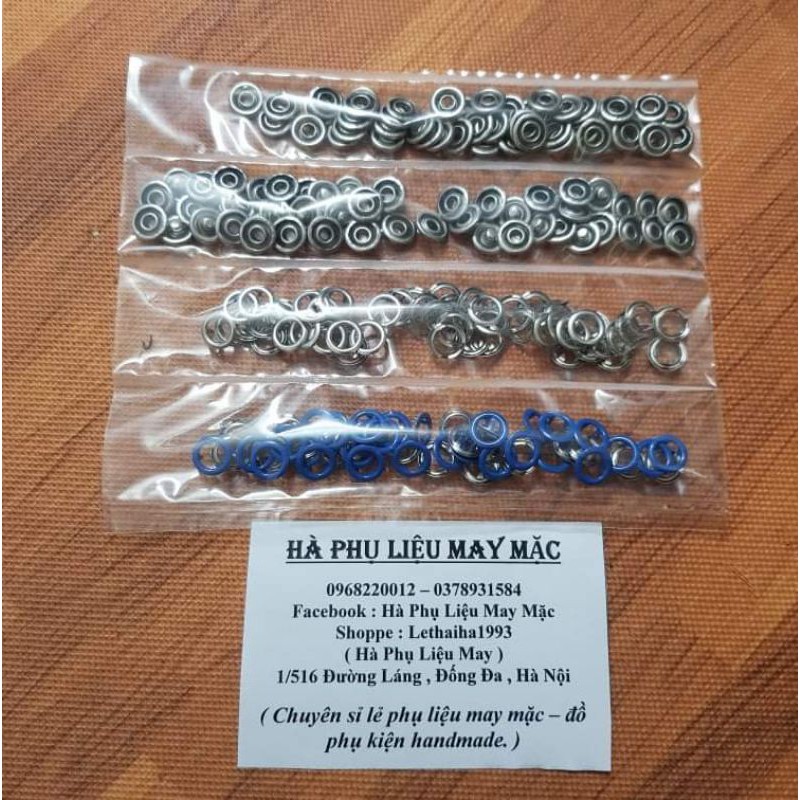 HÀ PHỤ LIỆU MAY MẶC
0968220012 – 0378931584
Facebook : Hà Phụ Liệu May Mặc
Shoppe : Lethaiha1993
( Hà Phụ Liệu May )
1/516 Đường Láng , Đống Đa , Hà Nội
( Chuyên sỉ lẻ phụ liệu may mặc – đồ
phụ kiện handmade. )